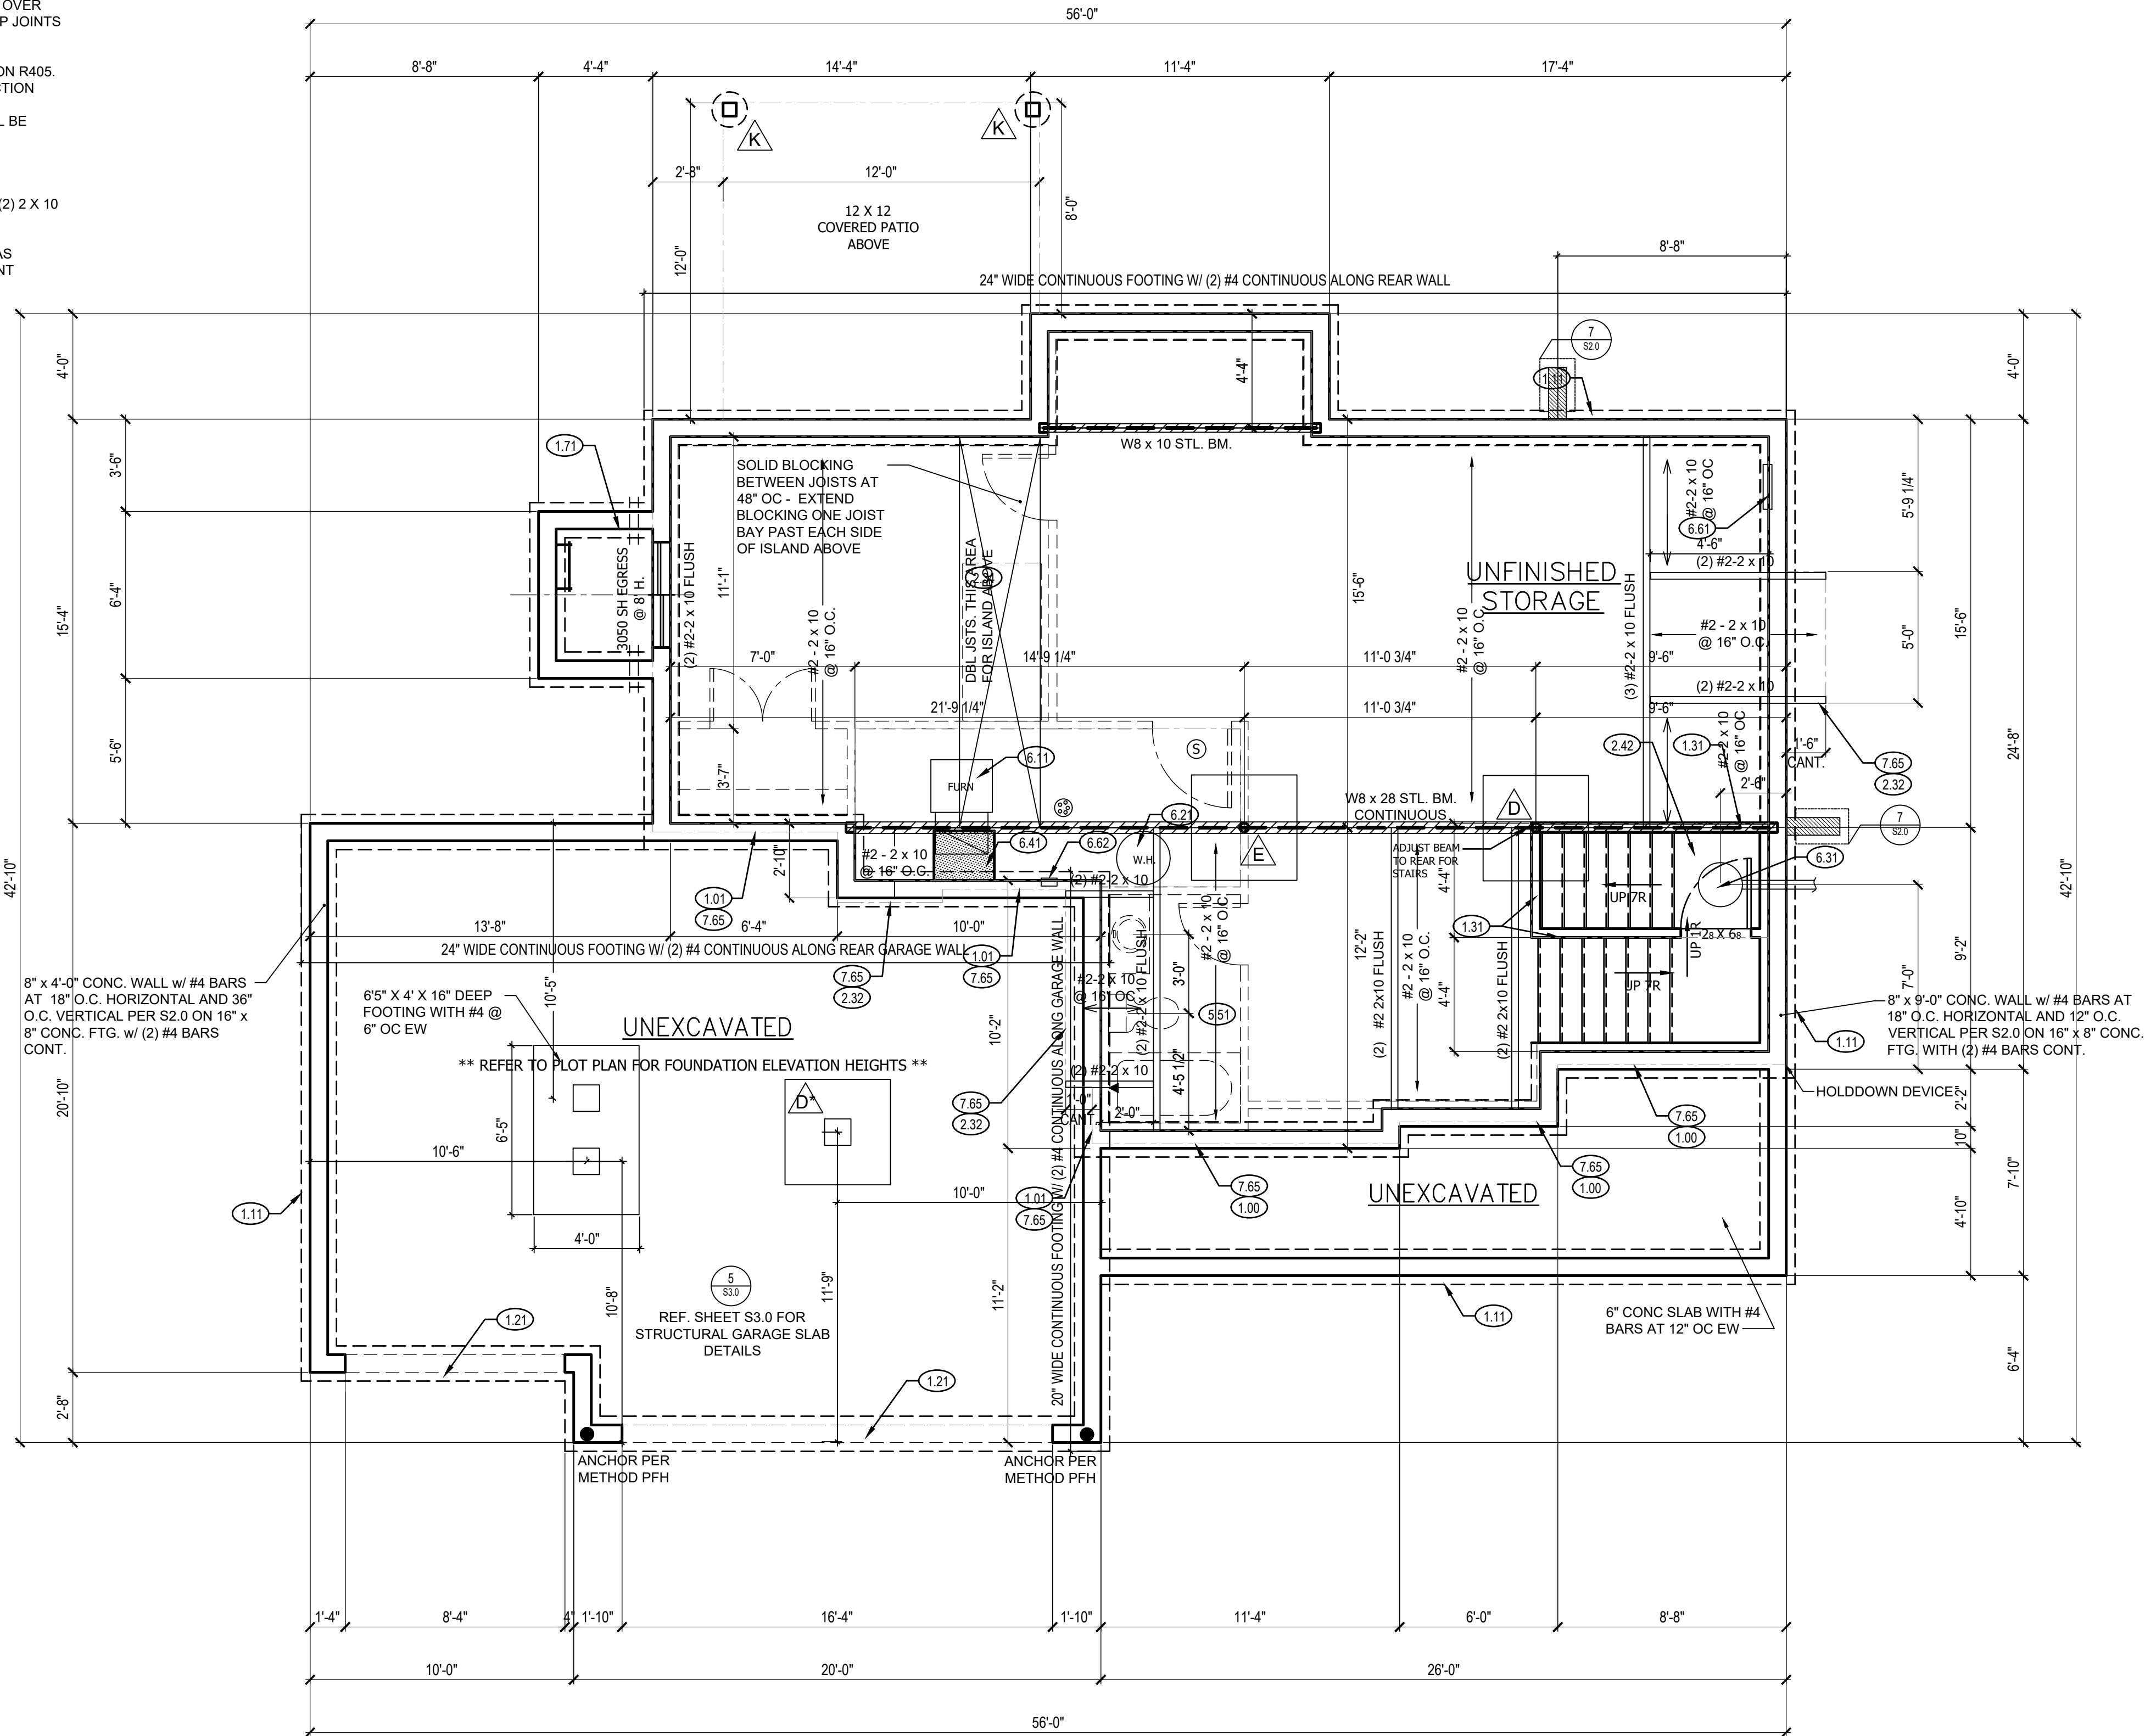 OVER
P JOINTS
ON R405.
CTION
L BE
(2) 2 X 10
AS
NT
56'-0"
8'-8"
4'-4"
14'-4"
11'-4"
17'-4"
K
K
2'-8"
12'-0"
12'-0"
8'-0"
12 X 12
COVERED PATIO
ABOVE
8'-8"
24" WIDE CONTINUOUS FOOTING W/ (2) #4 CONTINUOUS ALONG REAR WALL
7
S2.0
1.11
4'-0"
4'-4"
4'-0"
W8 x 10 STL. BM.
1.71
3'-6"
SOLID BLOCKING
BETWEEN JOISTS AT
48" OC - EXTEND
BLOCKING ONE JOIST
BAY PAST EACH SIDE
OF ISLAND ABOVE
#2-2 x 10
@ 16" OC
6.61
4'-6"
(2) #2-2 x 10
5'-9 1/4"
3050 SH EGRESS
@ 8' H.
(2) #2-2 x 10 FLUSH
11'-1"
#2 - 2 x 10
@ 16" O.C.
DBL JSTS. THIS AREA
FOR ISLAND ABOVE
15'-6"
UNFINISHED
STORAGE
#2 - 2 x 10
@ 16" O.C.
(3) #2-2 x 10 FLUSH
#2 - 2 x 10
@ 16" O.C.
6'-4"
15'-4"
5'-0"
15'-6"
7'-0"
14'-9 1/4"
11'-0 3/4"
9'-6"
(2) #2-2 x 10
21'-9 1/4"
11'-0 3/4"
9'-6"
5'-6"
3'-7"
S
2.42
1.31
#2-2 x 10
@ 16" OC
1'-6"
CANT.
2'-6"
7.65
2.32
24'-8"
6.11
FURN
W8 x 28 STL. BM.
CONTINUOUS
D
6.21
7
S2.0
42'-10"
2'-10"
#2 - 2 x 10
@ 16" O.C.
6.41
6.62
W.H.
E
ADJUST BEAM
TO REAR FOR
STAIRS
4'-4"
6.31
(2) #2-2 x 10
1.01
7.65
UP 7R
UP 1R
28 X 68
1.31
13'-8"
6'-4"
10'-0"
24" WIDE CONTINUOUS FOOTING W/ (2) #4 CONTINUOUS ALONG REAR GARAGE WALL
7.65
2.32
1.01
7.65
#2-2 x 10
@ 16" OC
(2) #2-2 x 10 FLUSH
#2 - 2 x 10
@ 16" O.C.
3'-0"
12'-2"
(2) #2 2x10 FLUSH
#2 - 2 x 10
@ 16" O.C.
4'-4"
(2) #2 2x10 FLUSH
UP 7R
7'-0"
9'-2"
42'-10"
8" x 4'-0" CONC. WALL w/ #4 BARS
AT 18" O.C. HORIZONTAL AND 36"
O.C. VERTICAL PER S2.0 ON 16" x
8" CONC. FTG. w/ (2) #4 BARS
CONT.
6'5" X 4' X 16" DEEP
FOOTING WITH #4 @
6" OC EW
10'-5"
UNEXCAVATED
** REFER TO PLOT PLAN FOR FOUNDATION ELEVATION HEIGHTS **
10'-2"
5.51
8" x 9'-0" CONC. WALL w/ #4 BARS AT
18" O.C. HORIZONTAL AND 12" O.C.
VERTICAL PER S2.0 ON 16" x 8" CONC.
FTG. WITH (2) #4 BARS CONT.
1.11
HOLDDOWN DEVICE
20'-10"
D*
7.65
2.32
(2) #2-2 x 10
1'-0"
CANT.
2'-0"
4'-5 1/2"
7.65
1.00
2'-2"
10"
6'-5"
10'-6"
7.65
1.00
7.65
1.00
10'-0"
1.01
7.65
UNEXCAVATED
7'-10"
4'-10"
1.11
4'-0"
20" WIDE CONTINUOUS FOOTING W/ (2) #4 CONTINUOUS ALONG GARAGE WALL
5
S3.0
REF. SHEET S3.0 FOR
STRUCTURAL GARAGE SLAB
DETAILS
10'-8"
11'-9"
11'-2"
1.21
1.21
1.11
6" CONC SLAB WITH #4
BARS AT 12" OC EW
6'-4"
2'-8"
ANCHOR PER
METHOD PFH
ANCHOR PER
METHOD PFH
1'-4"
8'-4"
4"
1'-10"
16'-4"
1'-10"
11'-4"
6'-0"
8'-8"
10'-0"
20'-0"
26'-0"
56'-0"